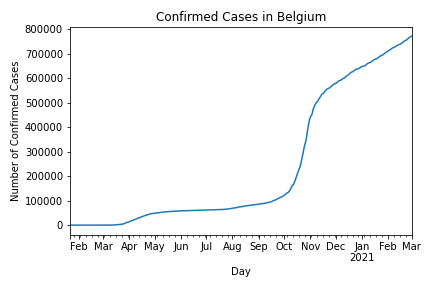 Confirmed Cases in Belgium
800000
700000
600000
500000
400000
300000
200000
100000
0
Number of Confirmed Cases
Feb Mar Apr May Jun Jul Aug Sep Oct Nov Dec Jan Feb Mar
2021
Day